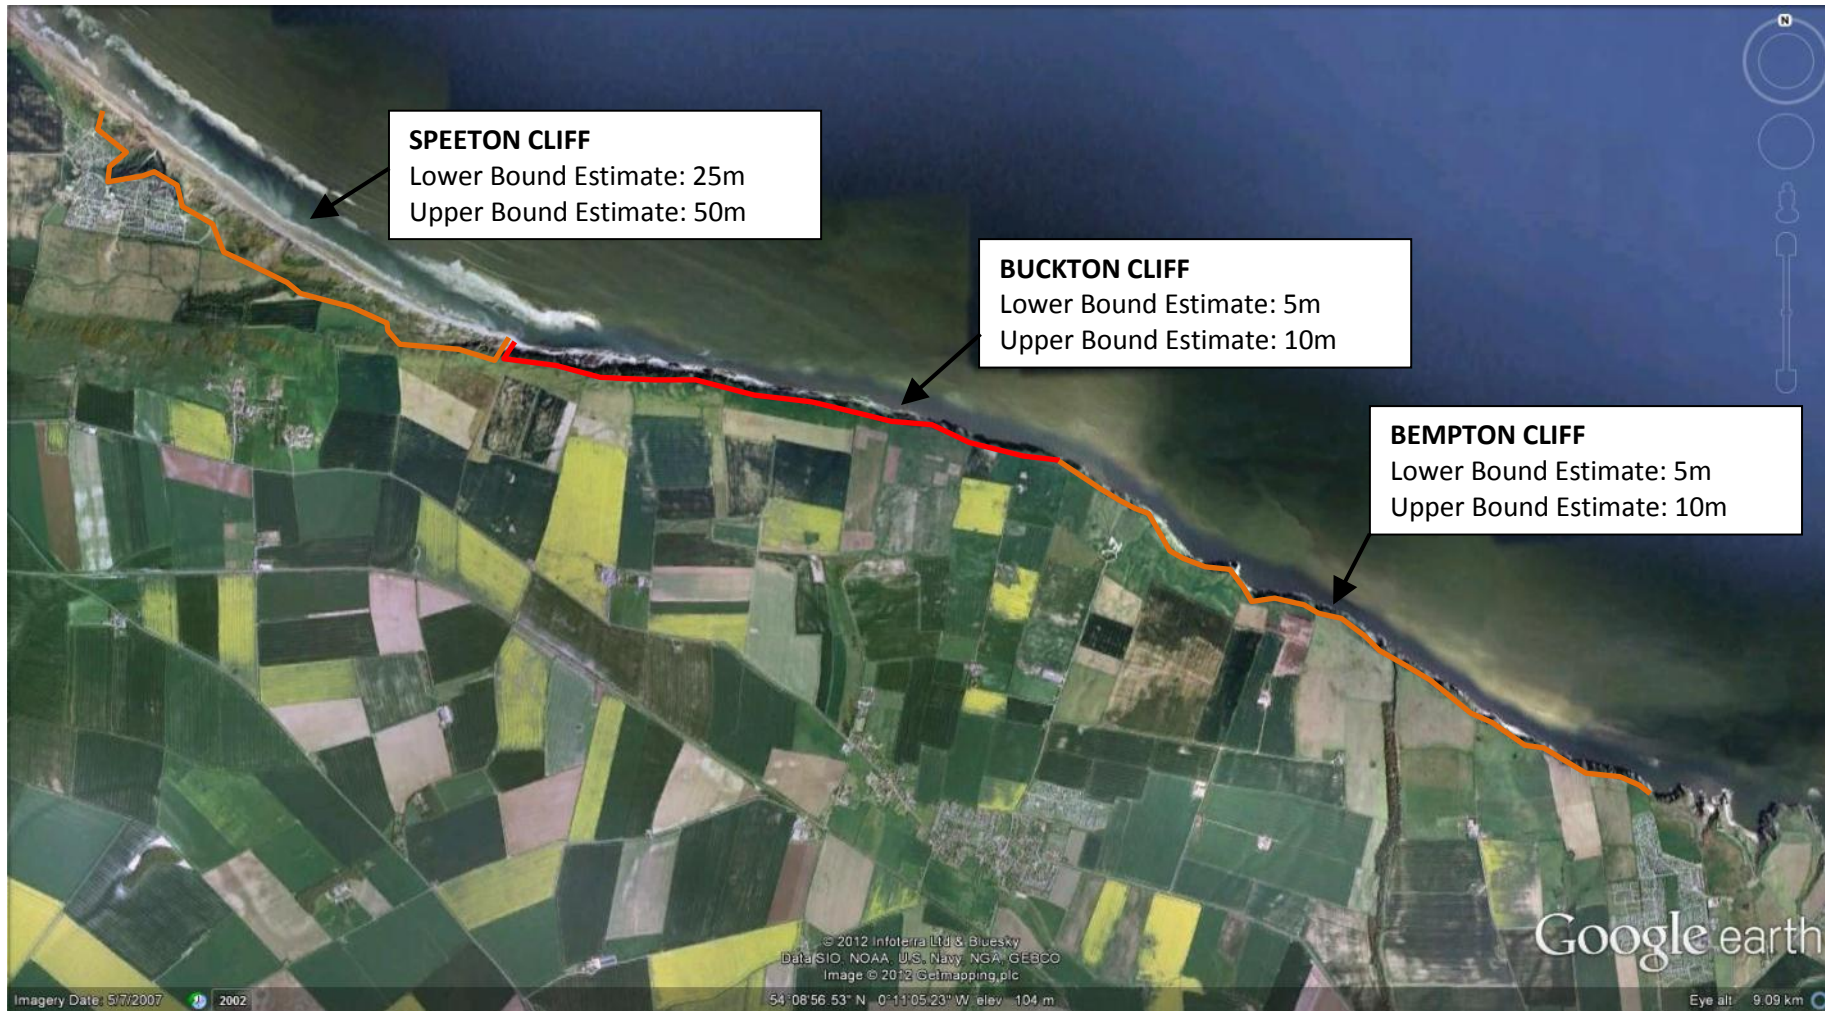 N
SPEETON CLIFF
Lower Bound Estimate: 25m
Upper Bound Estimate: 50m
BUCKTON CLIFF
Lower Bound Estimate: 5m
Upper Bound Estimate: 10m
BEMPTON CLIFF
Lower Bound Estimate: 5m
Upper Bound Estimate: 10m
Google earth
© 2012 Infoterra Ltd & Bluesky
Data SIO, NOAA, U.S. Navy, NGA, GEBCO
Image © 2012 Getmapping plc
Imagery Date: 5/7/2007 2002 54°08'56.53" N 0°11'05.23" W elev 104 m Eye alt 9.09 km